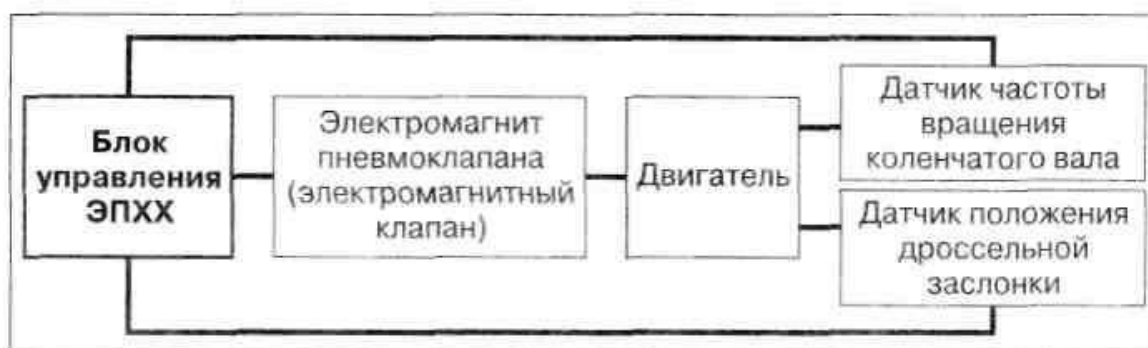 Блок
управления
ЭПХХ
Электромагнит
пневмоклапана
(электромагнитный
клапан)
Двигатель
Датчик частоты
вращения
коленчатого вала
Датчик положения
дроссельной
заслонки